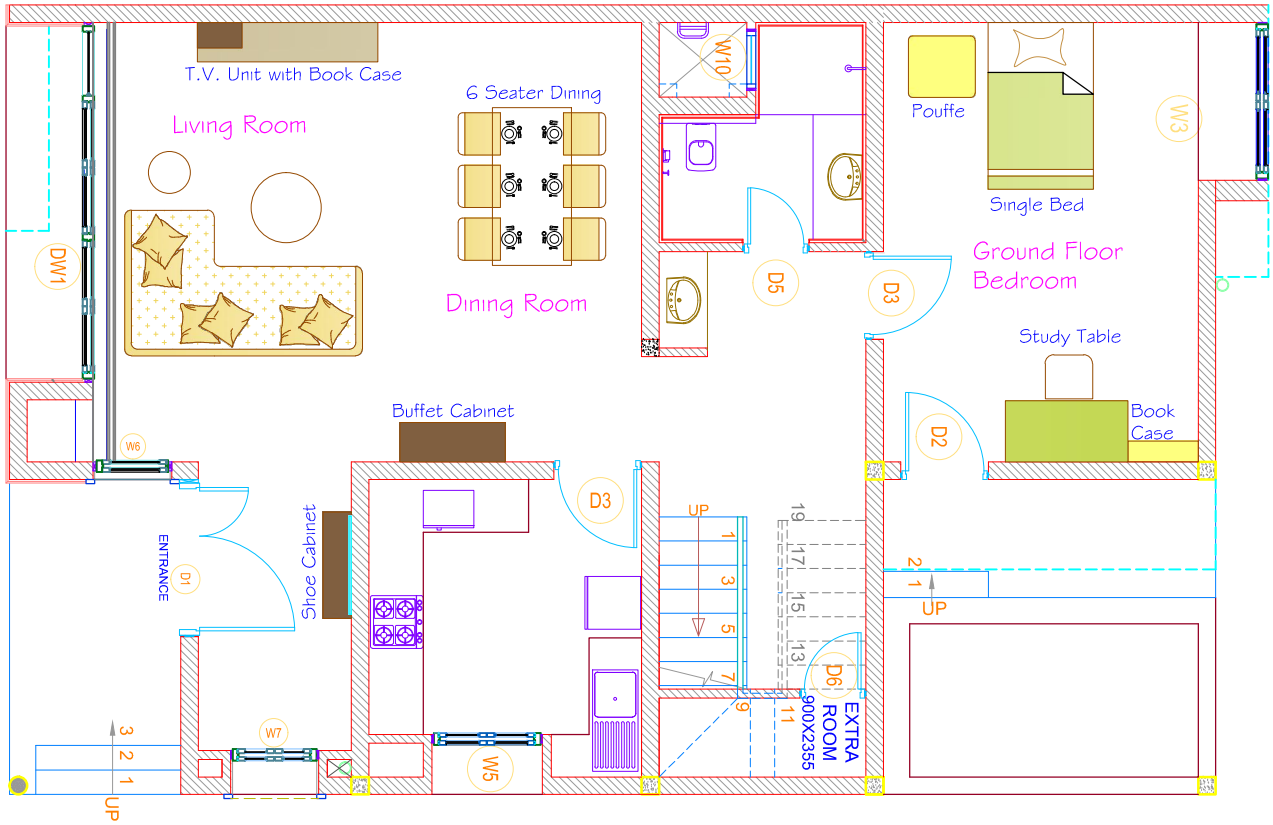 T.V. Unit with Book Case
Living Room
6 Seater Dining
Dining Room
W10
Pouffe
Single Bed
W3
Ground Floor
Bedroom
DW1
D5
D3
Study Table
Book
Case
D2
Buffet Cabinet
W6
D3
Shoe Cabinet
ENTRANCE
D1
UP
1
3
5
7
9
11
13
15
17
19
D6
EXTRA
ROOM
900X2355
2
1
UP
W7
W5
3
2
1
UP